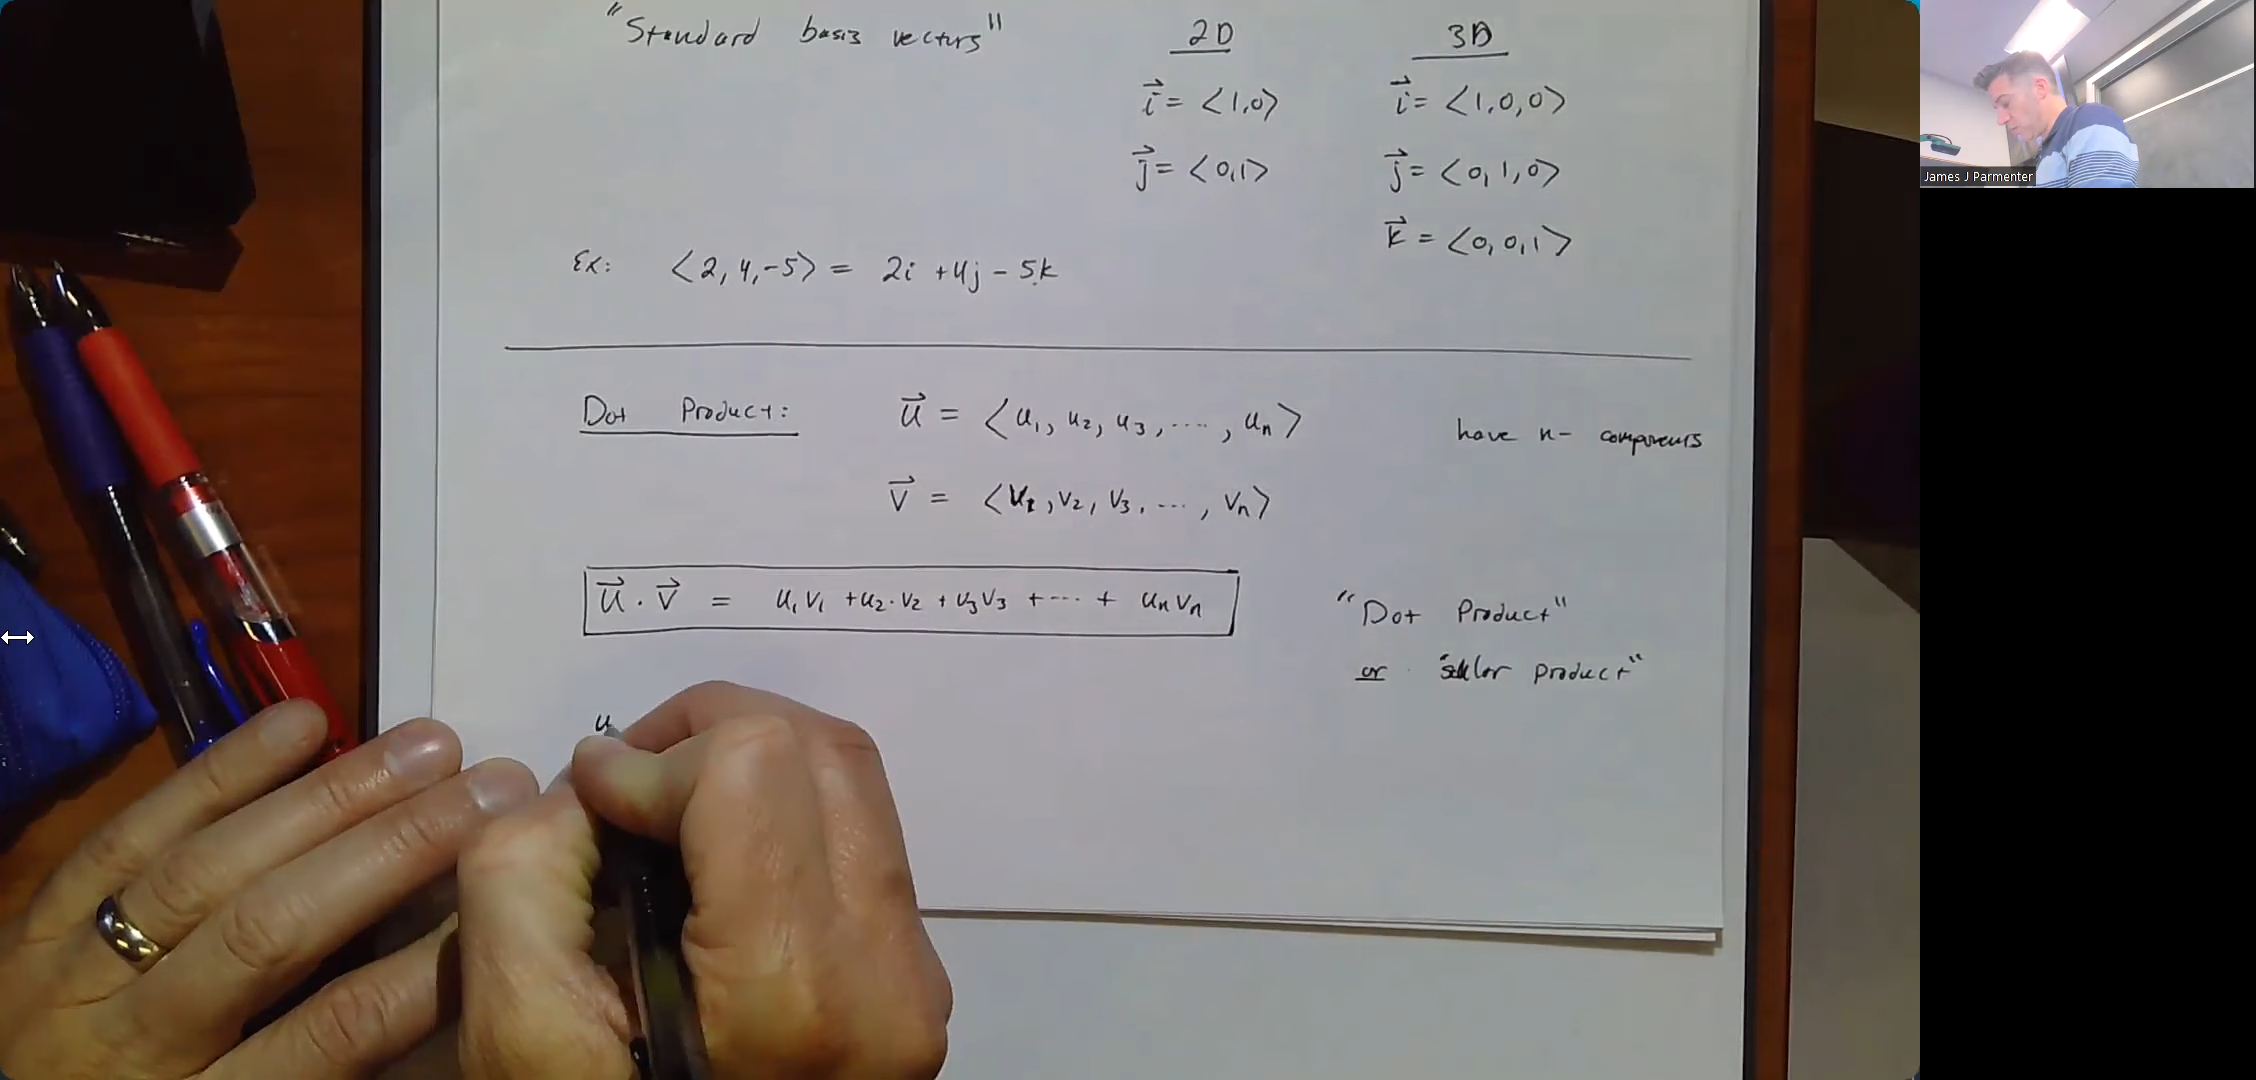 "Standard basis vectors" 2D 3D
i⃗ = <1,0> i⃗ = <1,0,0>
j⃗ = <0,1> j⃗ = <0,1,0>
k⃗ = <0,0,1>
Ex: <2,4,-5> = 2i +4j - 5k
Dot Product: u⃗ = <u₁, u₂, u₃, ...., uₙ> have n- components
v⃗ = <v₁, v₂, v₃, ..., vₙ>
u⃗ · v⃗ = u₁v₁ + u₂·v₂ + u₃v₃ + ... + uₙvₙ "Dot Product"
or "scalar product"
u
James J Parmenter